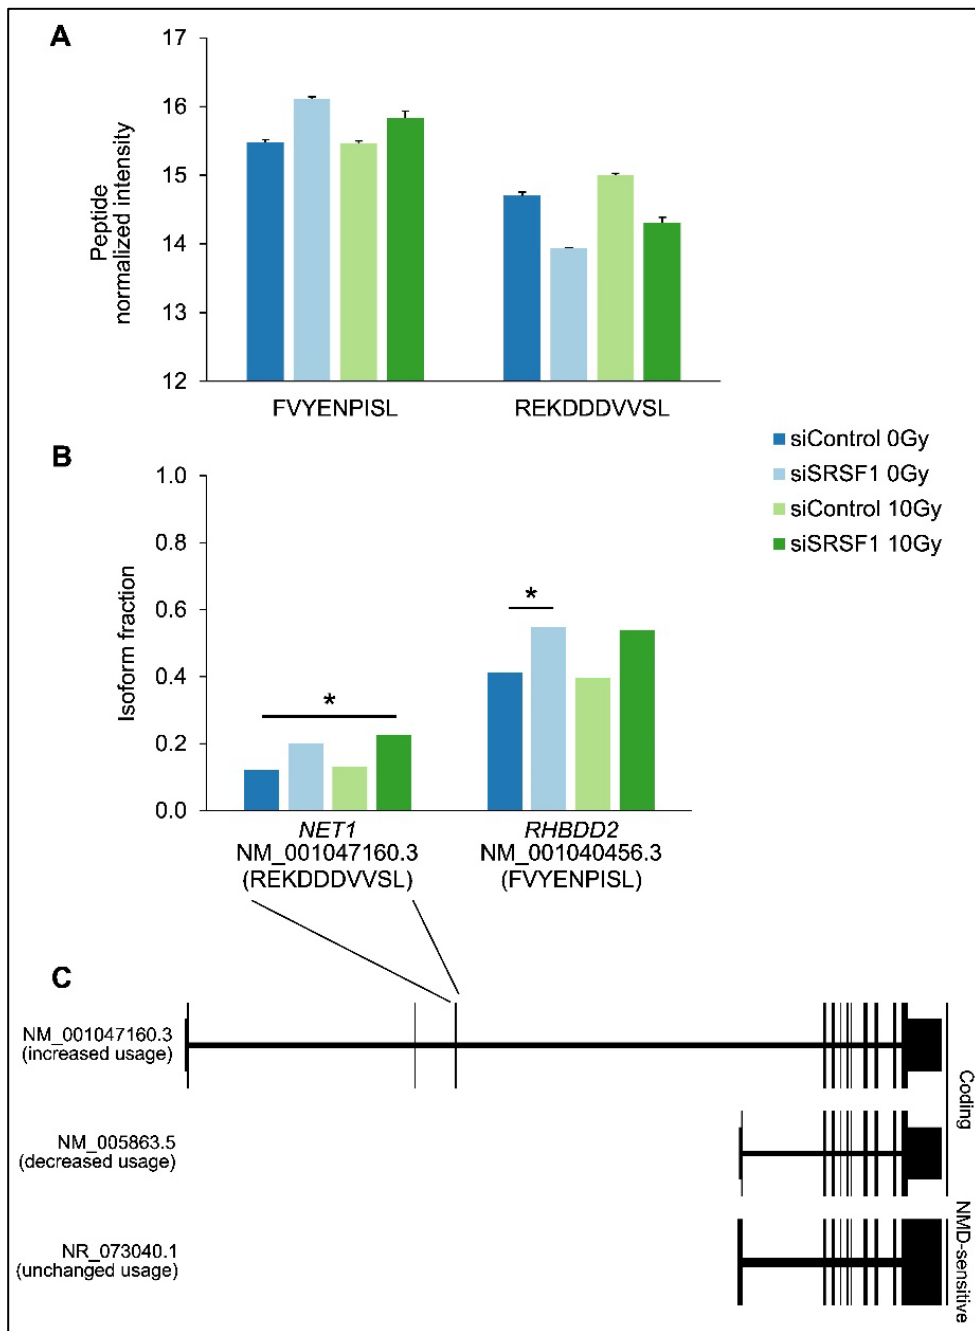 A
17
16
15
14
13
12
Peptide
normalized intensity
FVYENPISL
REKDDDVVSL
siControl 0Gy
siSRSF1 0Gy
siControl 10Gy
siSRSF1 10Gy
B
1.0
0.8
0.6
0.4
0.2
0.0
Isoform fraction
*
*
NET1
NM_001047160.3
(REKDDDVVSL)
RHBDD2
NM_001040456.3
(FVYENPISL)
C
NM_001047160.3
(increased usage)
NM_005863.5
(decreased usage)
NR_073040.1
(unchanged usage)
Coding
NMD-sensitive